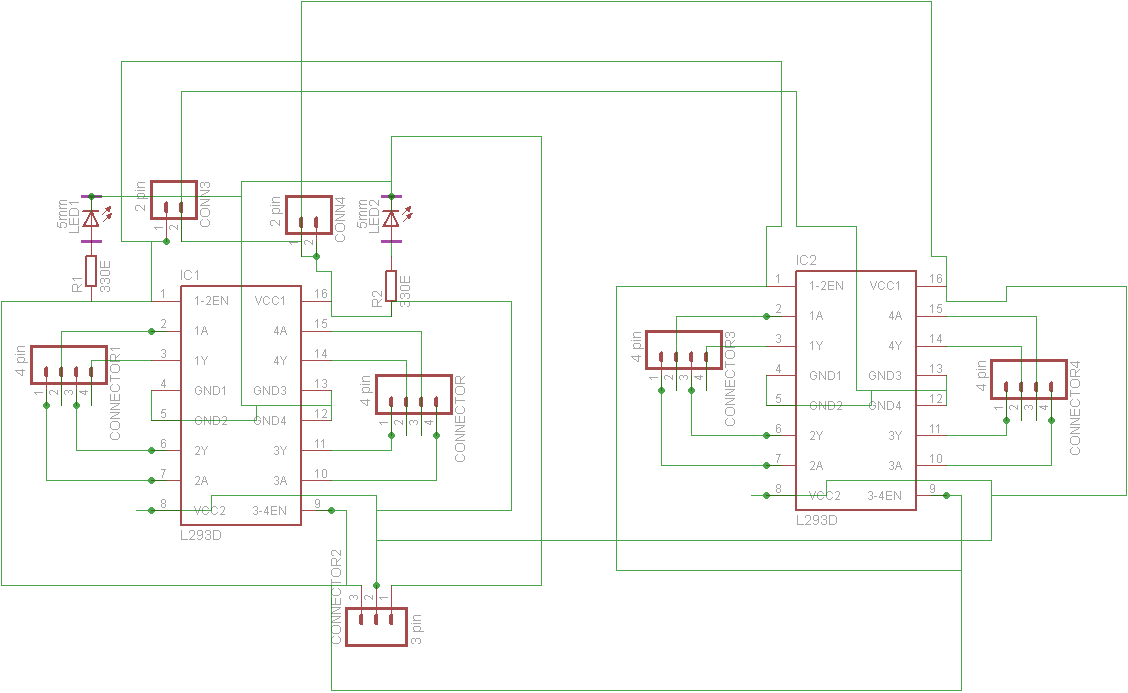 2 pin
CONN3
1
2
2 pin
CONN4
1
2
5mm
LED1
5mm
LED2
R1
330E
R2
330E
IC1
1
1-2EN
VCC1
16
2
1A
4A
15
3
1Y
4Y
14
4
GND1
GND3
13
5
GND2
GND4
12
6
2Y
3Y
11
7
2A
3A
10
8
VCC2
3-4EN
9
L293D
4 pin
CONNECTOR1
1
2
3
4
4 pin
CONNECTOR
1
2
3
4
CONNECTOR2
3
2
1
3 pin
IC2
1
1-2EN
VCC1
16
2
1A
4A
15
3
1Y
4Y
14
4
GND1
GND3
13
5
GND2
GND4
12
6
2Y
3Y
11
7
2A
3A
10
8
VCC2
3-4EN
9
L293D
4 pin
CONNECTOR3
1
2
3
4
4 pin
CONNECTOR4
1
2
3
4